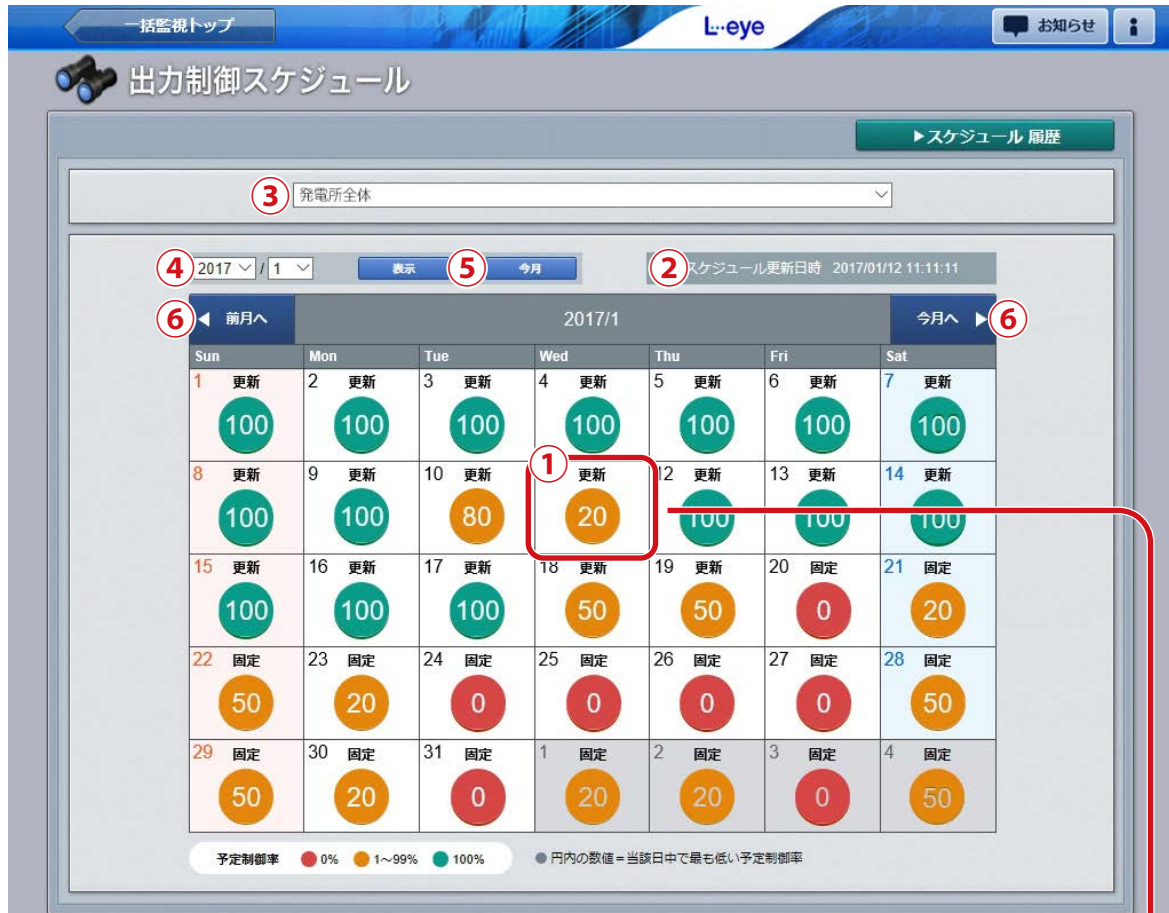 一括監視トップ
L·eye
お知らせ
i
出力制御スケジュール
▶スケジュール 履歴
③ 発電所全体
④ 2017 / 1 表示 ⑤ 今月 ② スケジュール更新日時 2017/01/12 11:11:11
⑥ ◀ 前月へ 2017/1 今月へ ▶ ⑥
Sun Mon Tue Wed Thu Fri Sat
1 更新 2 更新 3 更新 4 更新 5 更新 6 更新 7 更新
100 100 100 100 100 100 100
8 更新 9 更新 10 更新 ① 更新 12 更新 13 更新 14 更新
100 100 80 20 100 100 100
15 更新 16 更新 17 更新 18 更新 19 更新 20 固定 21 固定
100 100 100 50 50 0 20
22 固定 23 固定 24 固定 25 固定 26 固定 27 固定 28 固定
50 20 0 0 0 0 50
29 固定 30 固定 31 固定 1 固定 2 固定 3 固定 4 固定
50 20 0 20 20 0 50
予定制御率 ●0% ●1~99% ●100% ●円内の数値=当該日中で最も低い予定制御率